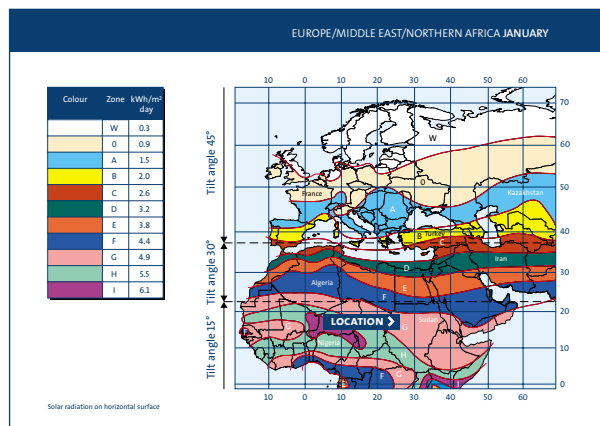 EUROPE/MIDDLE EAST/NORTHERN AFRICA JANUARY
Colour Zone kWh/m² day
W 0.3
0 0.9
A 1.5
B 2.0
C 2.6
D 3.2
E 3.8
F 4.4
G 4.9
H 5.5
I 6.1
Solar radiation on horizontal surface
Tilt angle 45°
Tilt angle 30°
Tilt angle 15°
10 0 10 20 30 40 50 60
70
60
50
40
30
20
10
0
10 0 10 20 30 40 50 60
W
0
France
Kazakhstan
A
B Turkey
C
Iran
D
Algeria
E
F
LOCATION
Sudan
G
G
Nigeria
H
F
G
E
I